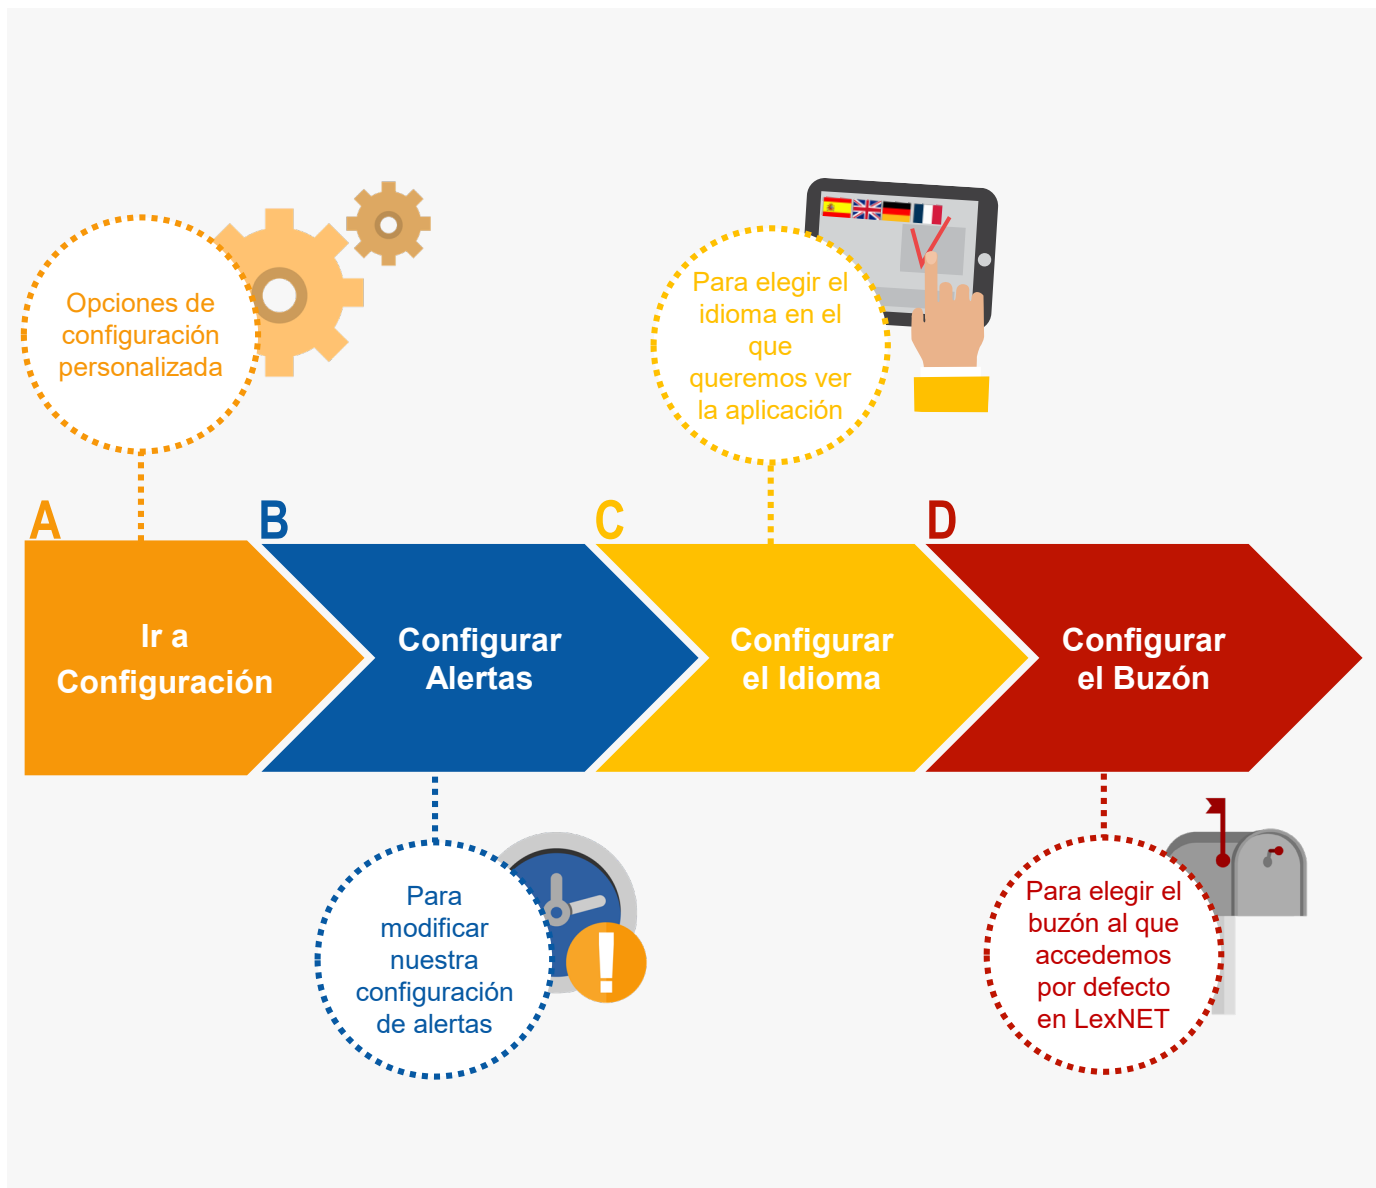 Opciones de
configuración
personalizada
Para elegir el
idioma en el
que
queremos ver
la aplicación
A
B
C
D
Ir a
Configuración
Configurar
Alertas
Configurar
el Idioma
Configurar
el Buzón
Para
modificar
nuestra
configuración
de alertas
Para elegir el
buzón al que
accedemos
por defecto
en LexNET